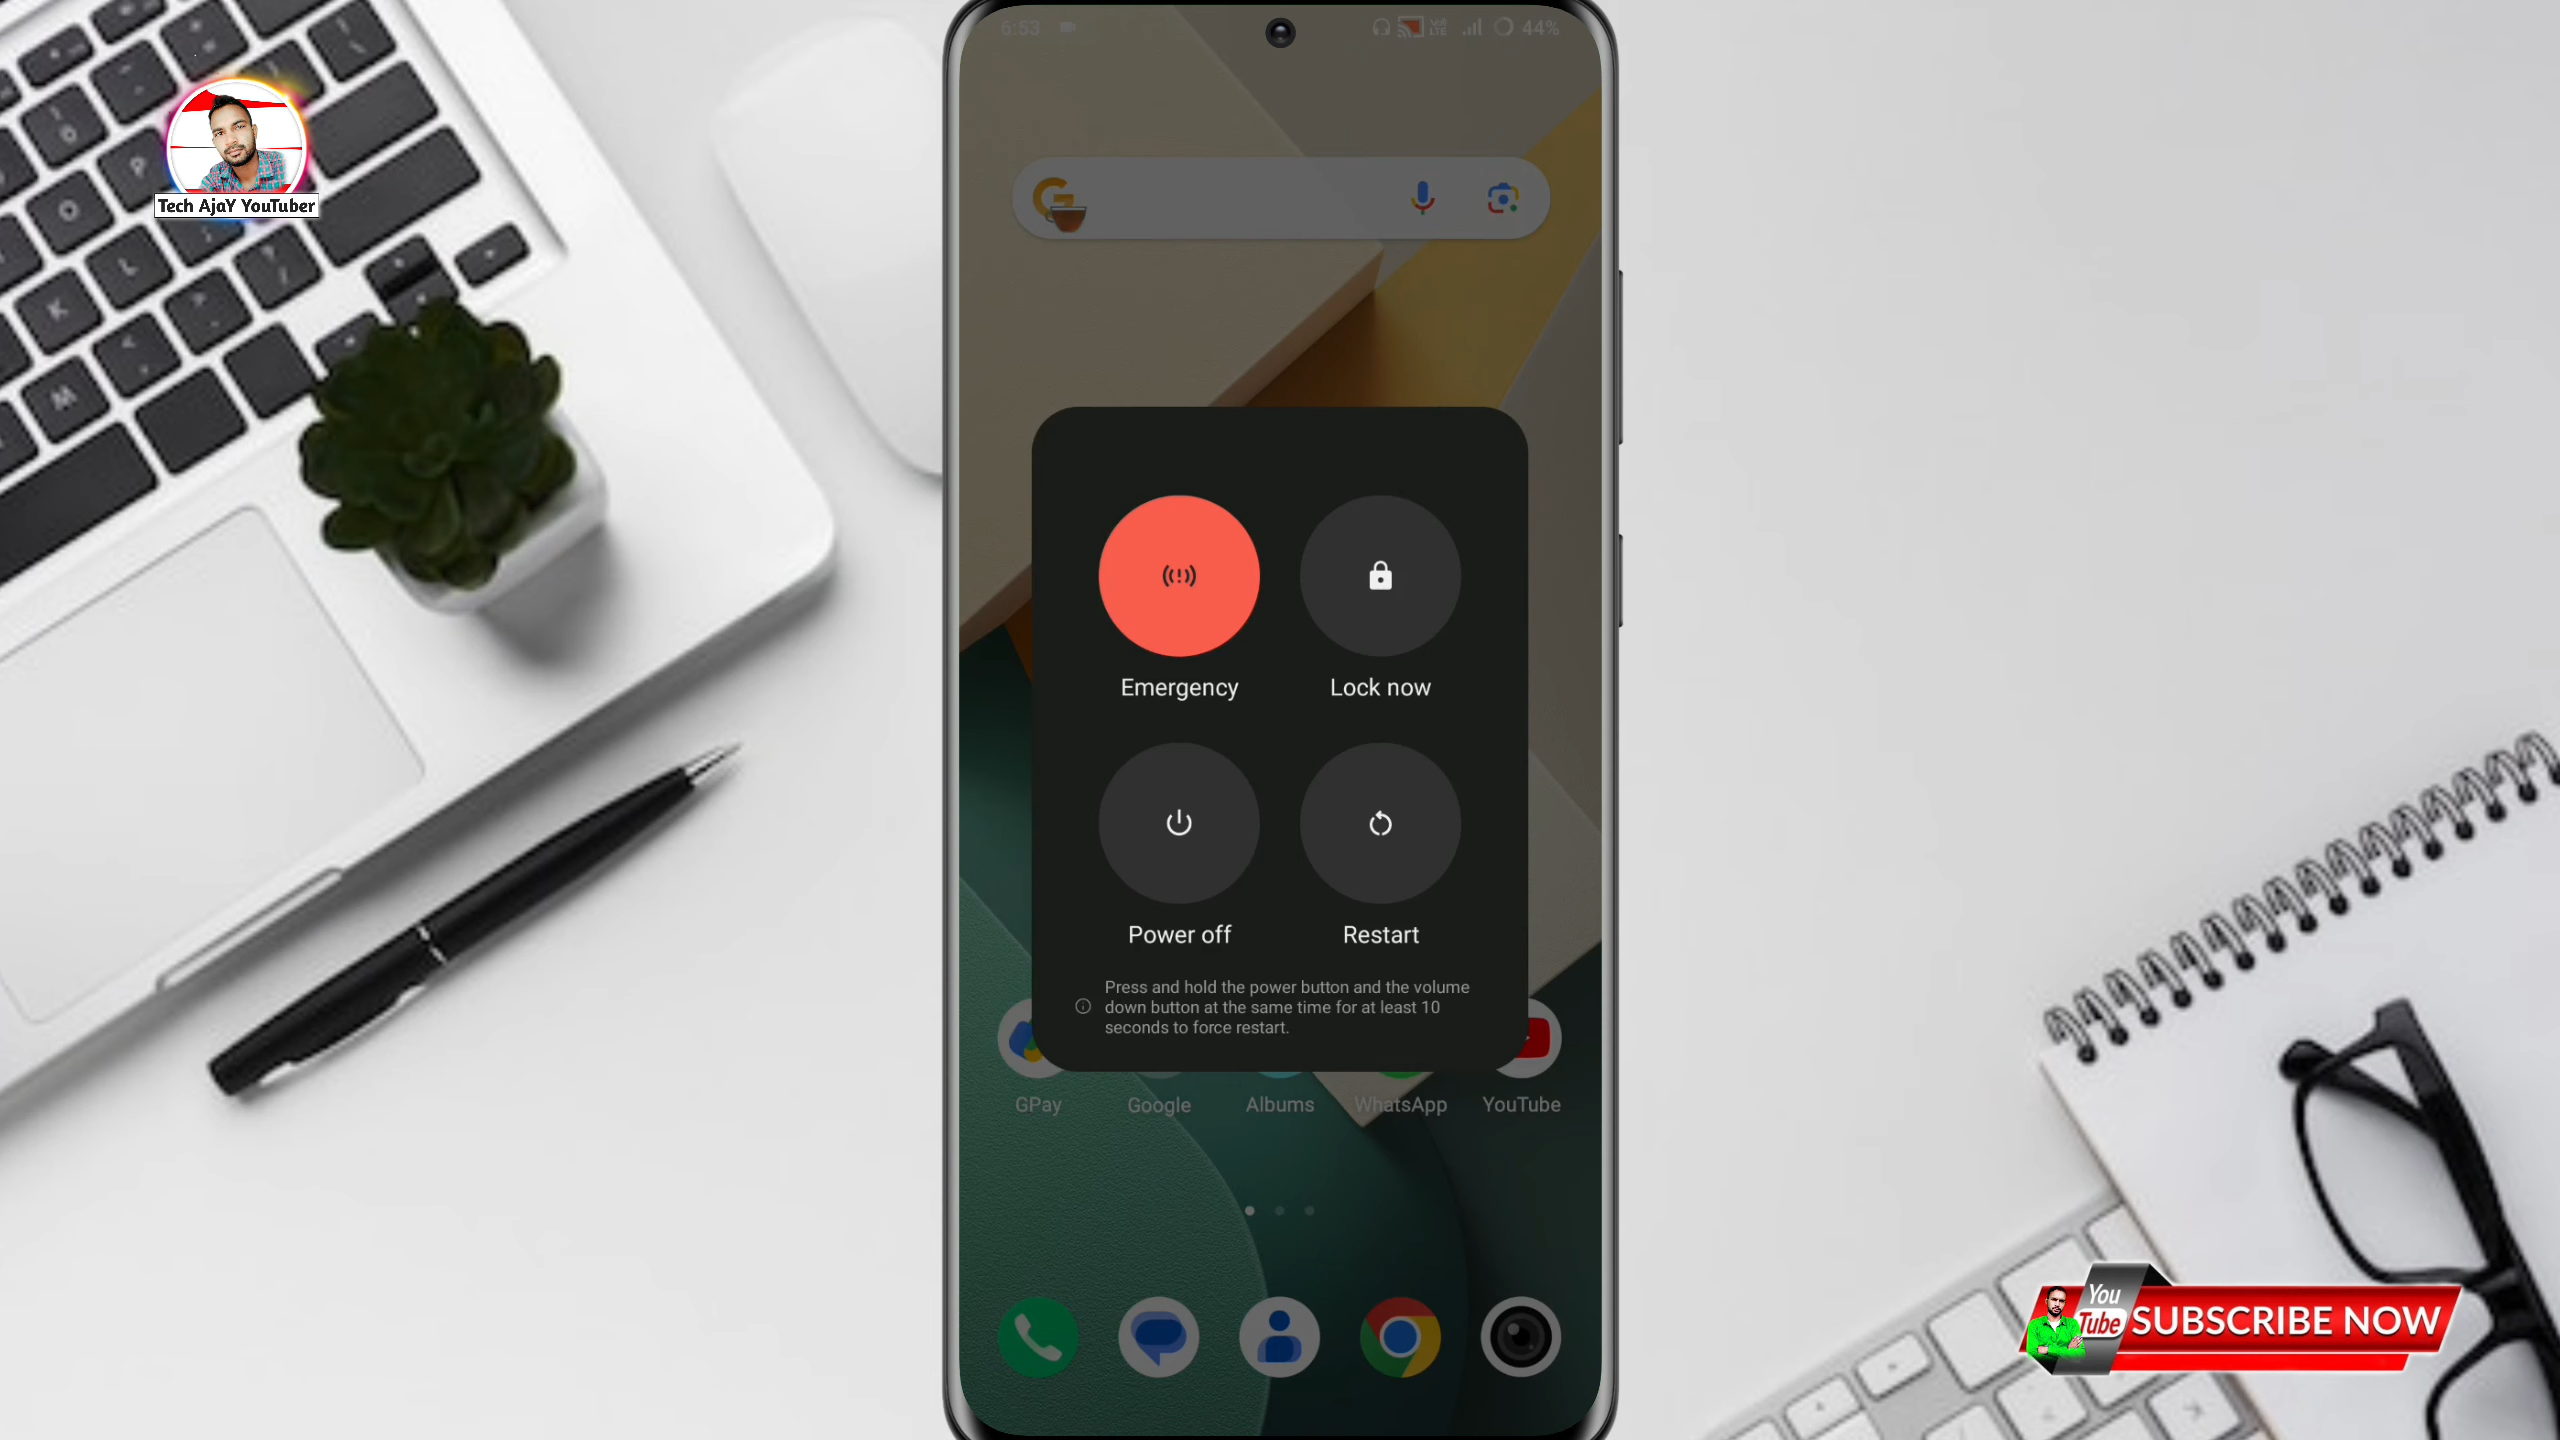 6:53
44%
Tech AjaY YouTuber
Emergency
Lock now
Power off
Restart
Press and hold the power button and the volume
down button at the same time for at least 10
seconds to force restart.
GPay
Google
Albums
WhatsApp
YouTube
You
Tube
SUBSCRIBE NOW